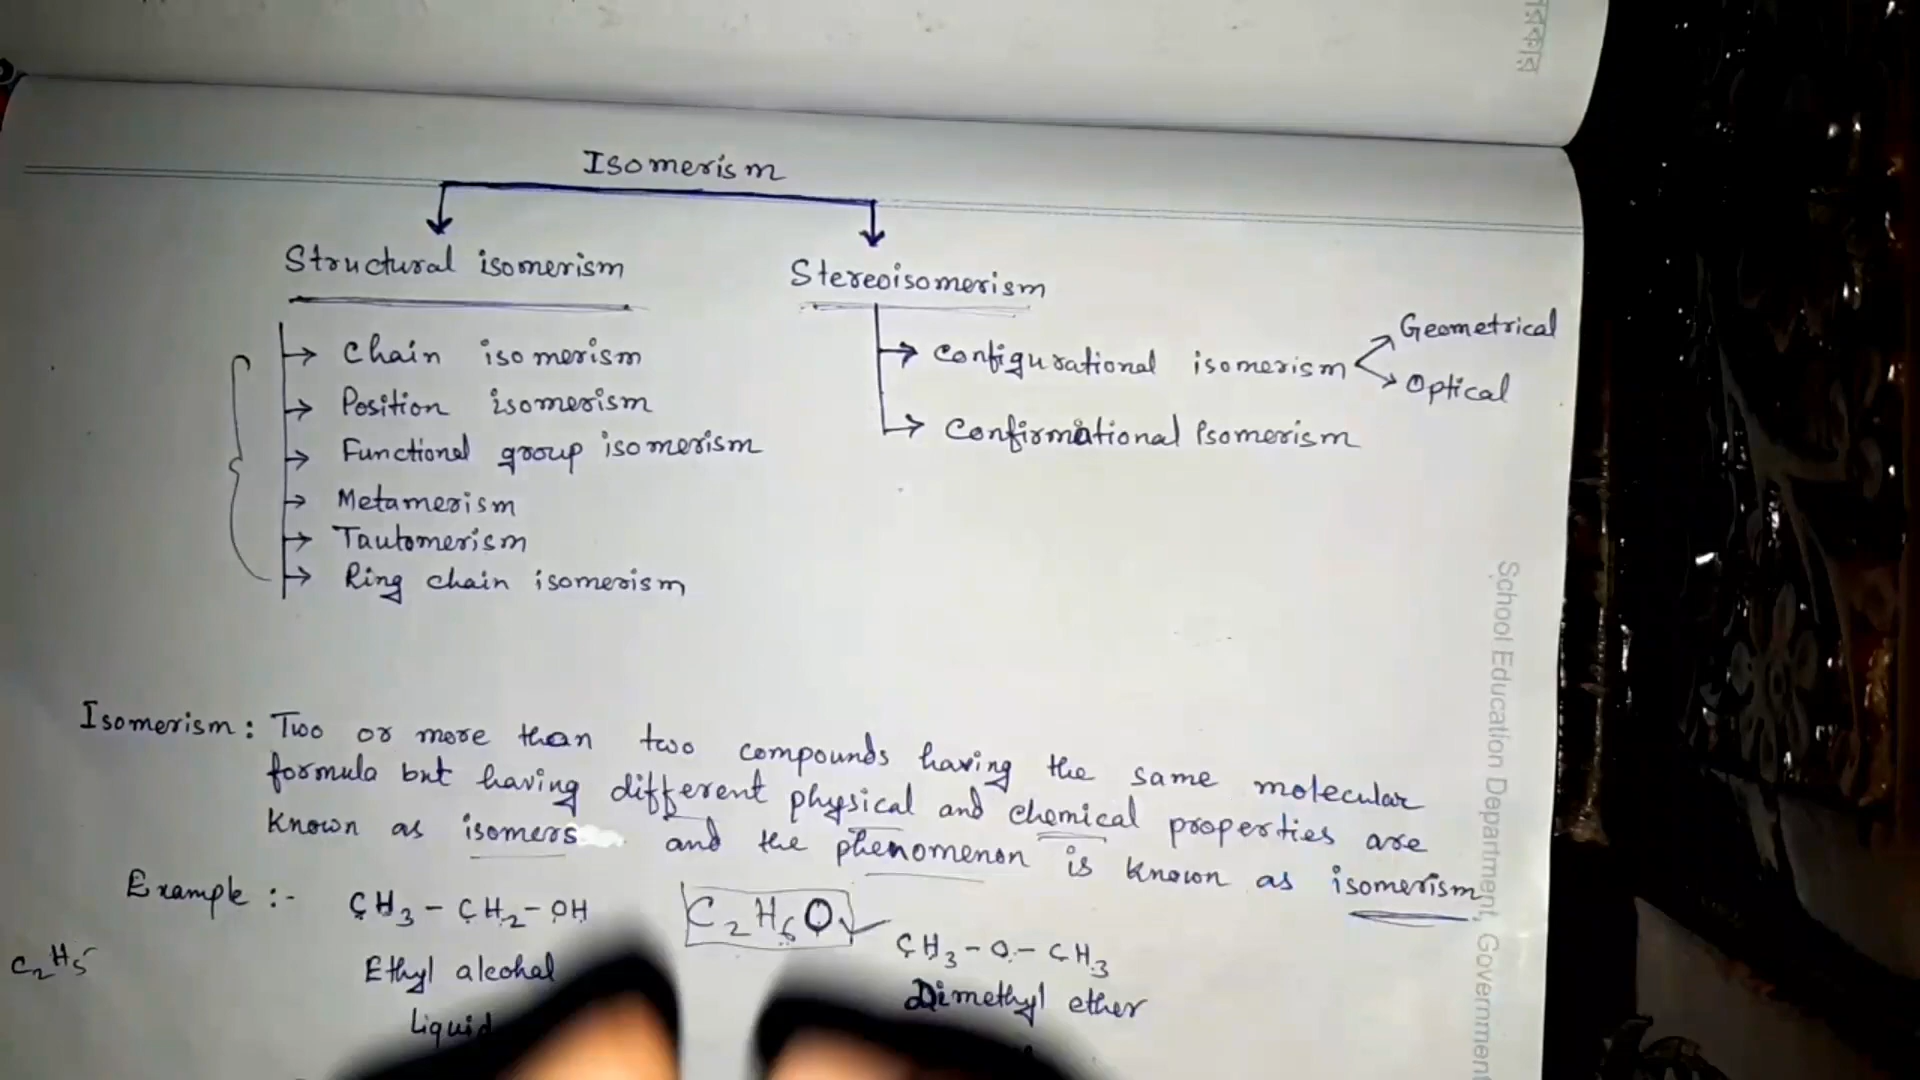 Isomerism
Structural isomerism
Chain isomerism
Position isomerism
Functional group isomerism
Metamerism
Tautomerism
Ring chain isomerism
Stereoisomerism
Configurational isomerism
Geometrical
Optical
Confirmational Isomerism
Isomerism: Two or more than two compounds having the same molecular
formula but having different physical and chemical properties are
known as isomers and the phenomenon is known as isomerism
Example :- CH3 - CH2 - OH C2H6O CH3 - O - CH3
C2H5
Ethyl alcohal Dimethyl ether
liquid
School Education Department, Government